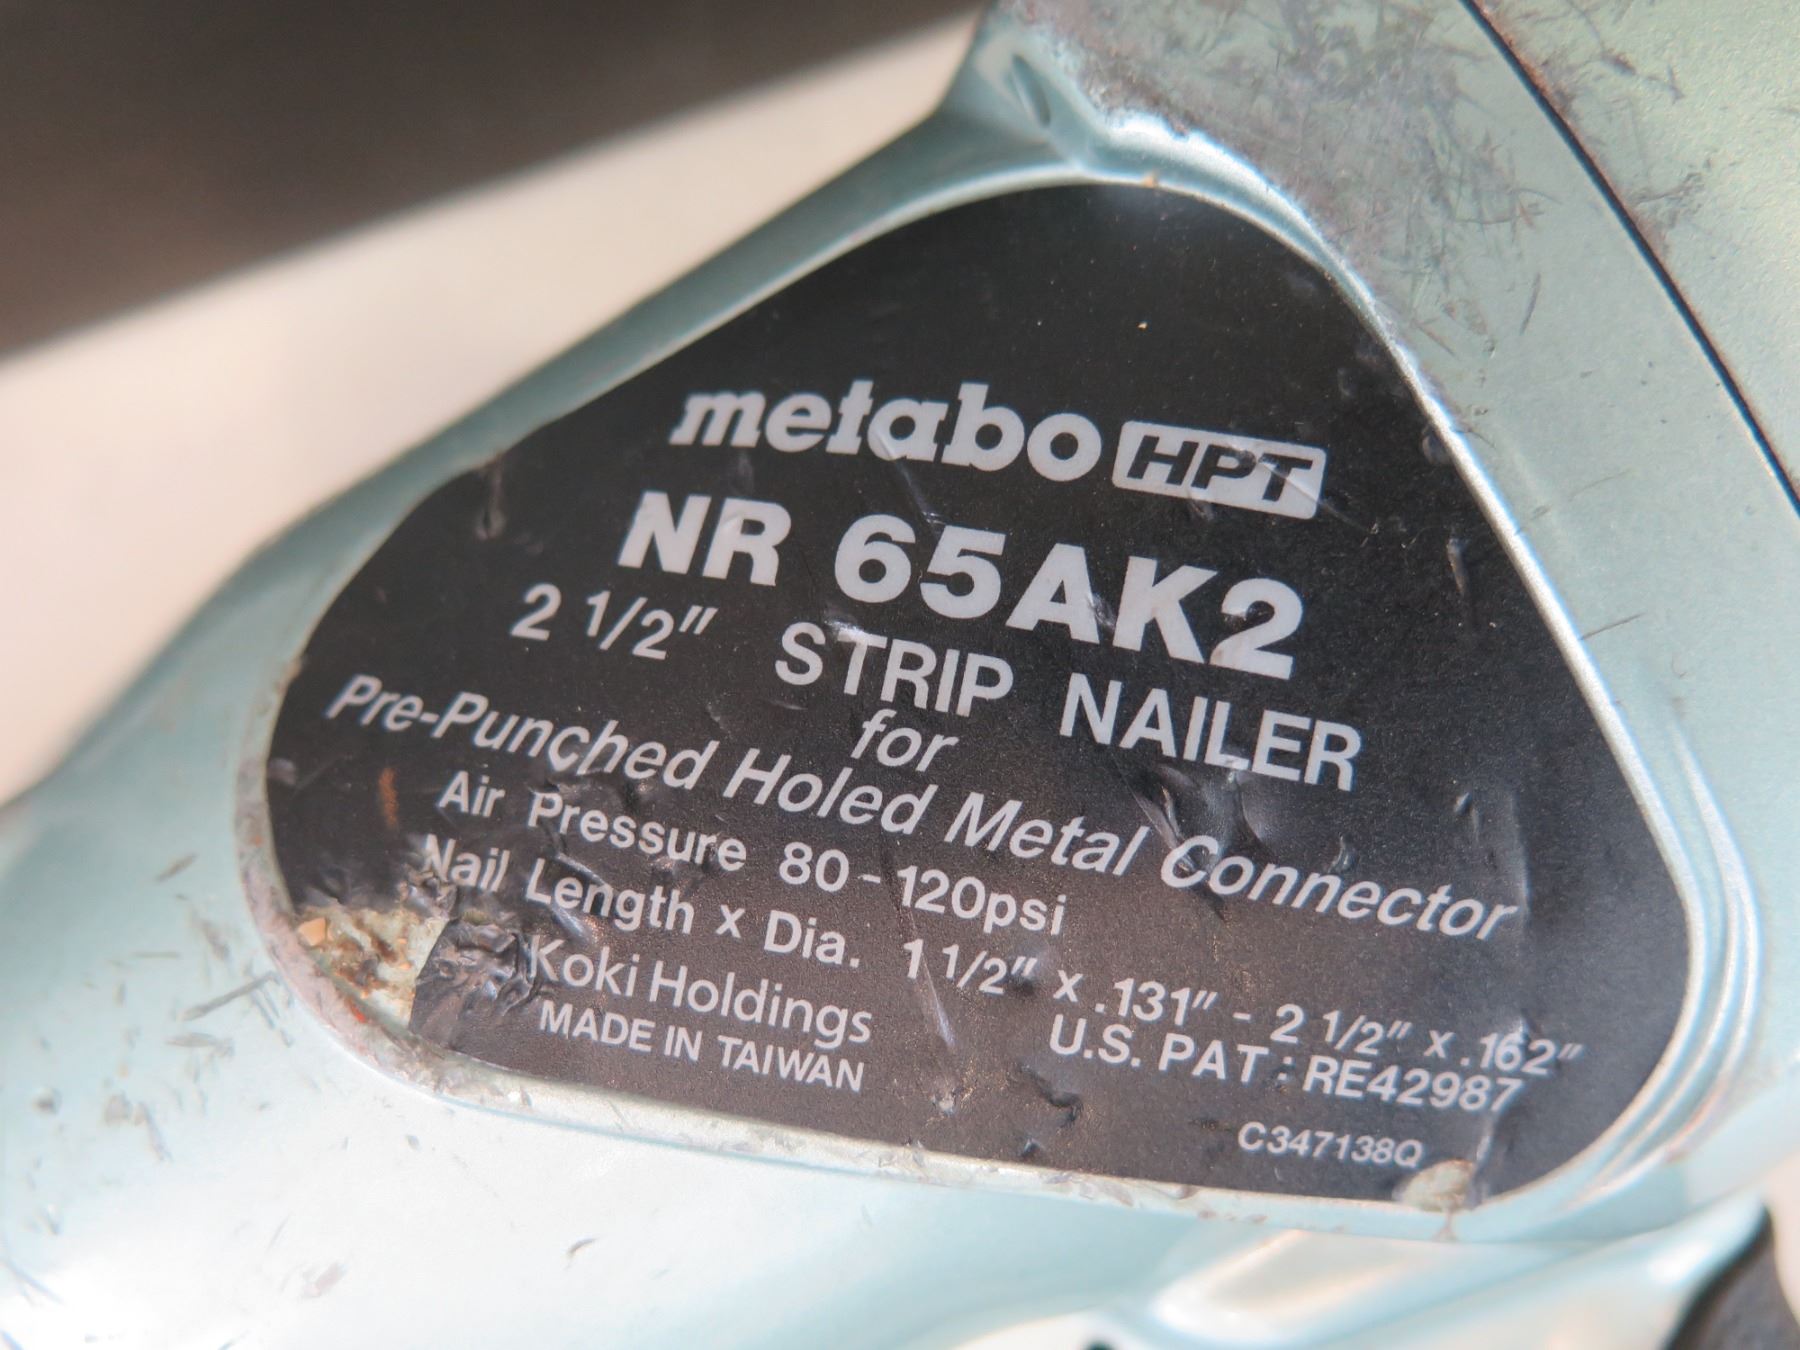 metabo HPT
NR 65AK2
2 1/2" STRIP NAILER
for
Pre-Punched Holed Metal Connector
Air Pressure 80-120psi
Nail Length x Dia. 1 1/2" x .131" - 2 1/2" x .162"
Koki Holdings
MADE IN TAIWAN
U.S. PAT : RE42987
C347138Q